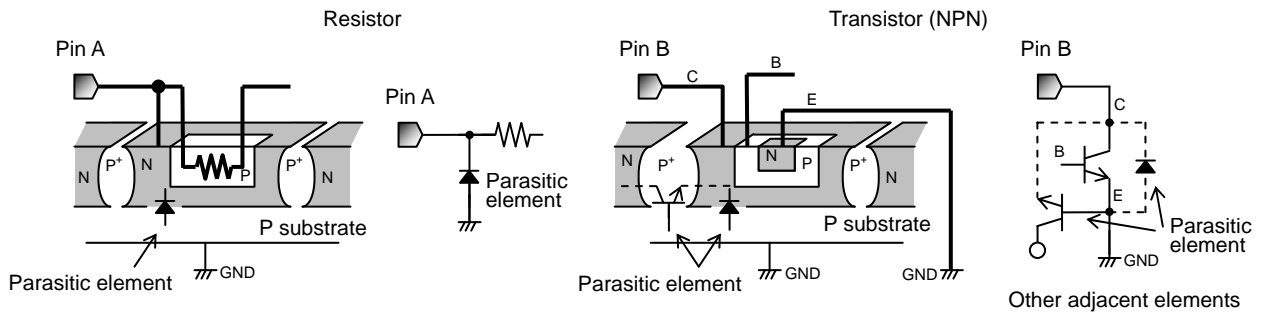 Resistor
Transistor (NPN)
Pin A
Pin A
N
P+
N
P
P+
N
Parasitic
element
P substrate
GND
Parasitic element
Pin B
C
B
E
N
P+
N
N
P
P+
N
P substrate
GND
GND
Parasitic element
Pin B
C
B
E
Parasitic
element
GND
Other adjacent elements